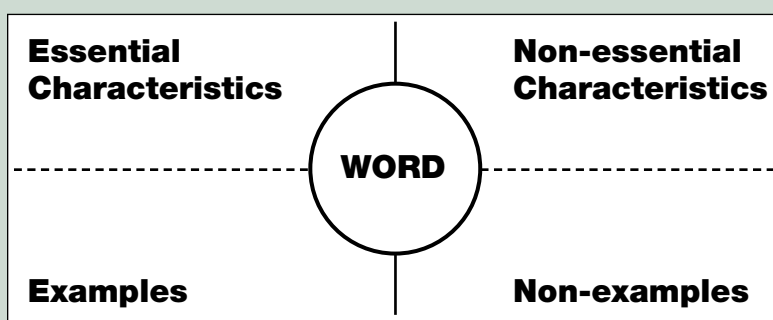 Essential
Characteristics
Non-essential
Characteristics
WORD
Examples
Non-examples